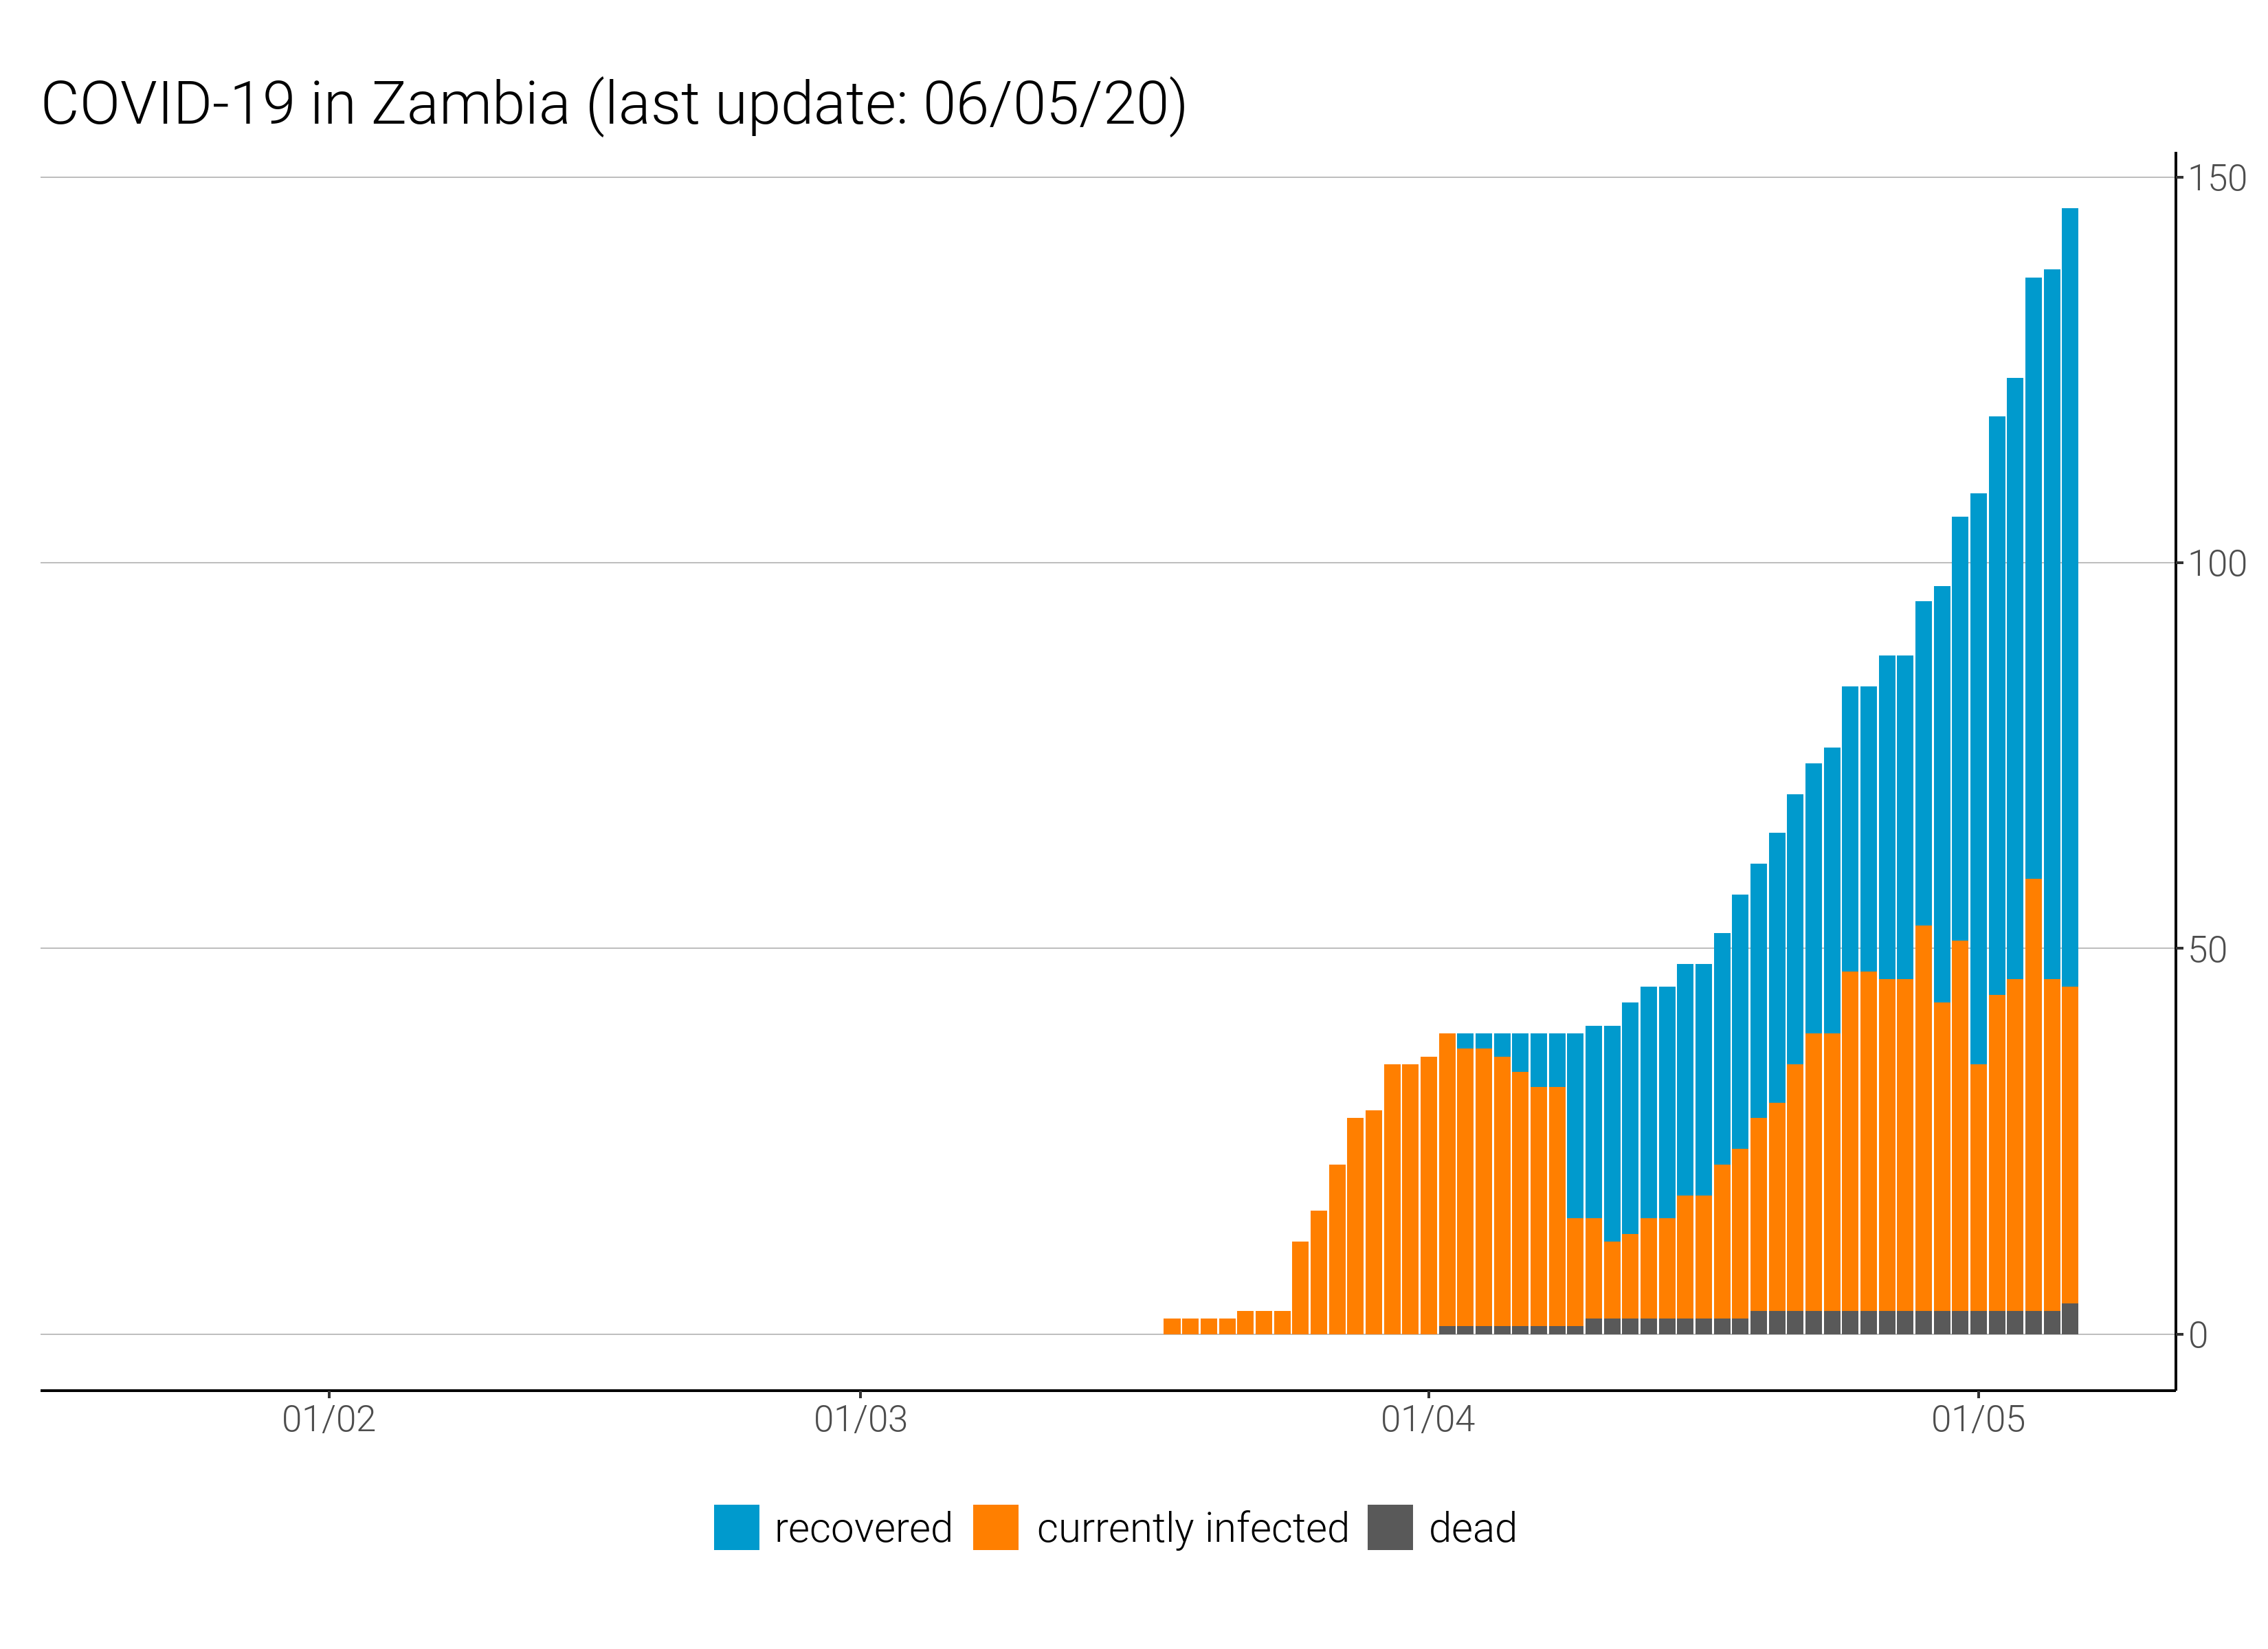 COVID-19 in Zambia (last update: 06/05/20)
150
100
50
0
01/02 01/03 01/04 01/05
recovered currently infected dead